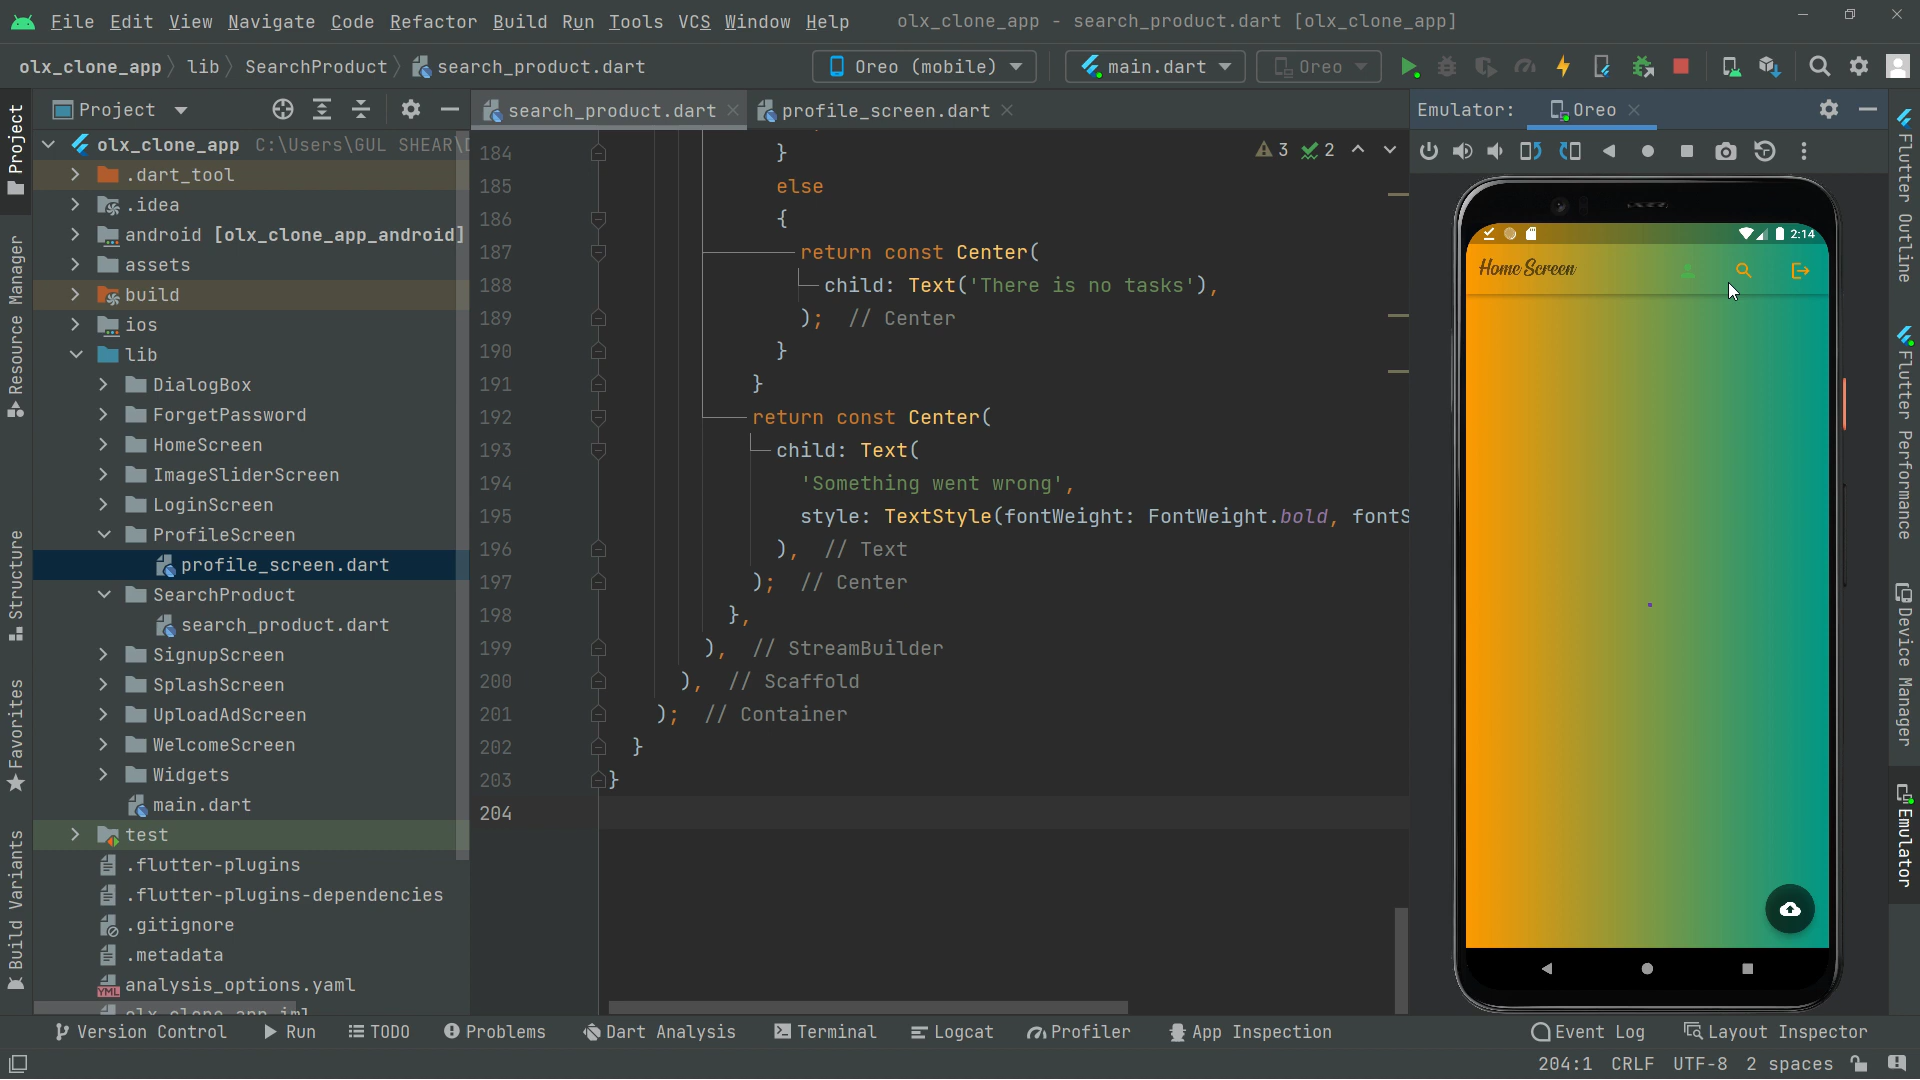 File Edit View Navigate Code Refactor Build Run Tools VCS Window Help olx_clone_app - search_product.dart [olx_clone_app]
olx_clone_app lib SearchProduct search_product.dart Oreo (mobile) main.dart Oreo
Project search_product.dart profile_screen.dart Emulator: Oreo
olx_clone_app C:\Users\GUL SHEAR\
.dart_tool
.idea
android [olx_clone_app_android]
assets
build
ios
lib
DialogBox
ForgetPassword
HomeScreen
ImageSliderScreen
LoginScreen
ProfileScreen
profile_screen.dart
SearchProduct
search_product.dart
SignupScreen
SplashScreen
UploadAdScreen
WelcomeScreen
Widgets
main.dart
test
.flutter-plugins
.flutter-plugins-dependencies
.gitignore
.metadata
analysis_options.yaml
Project
Resource Manager
Structure
Favorites
Build Variants
3 2
184 }
185 else
186 {
187 return const Center(
188 child: Text('There is no tasks'),
189 ); // Center
190 }
191 }
192 return const Center(
193 child: Text(
194 'Something went wrong',
195 style: TextStyle(fontWeight: FontWeight.bold, fontS
196 ), // Text
197 ); // Center
198 },
199 ), // StreamBuilder
200 ), // Scaffold
201 ); // Container
202 }
203 }
204
2:14
Home Screen
Flutter Outline
Flutter Performance
Device Manager
Emulator
Version Control Run TODO Problems Dart Analysis Terminal Logcat Profiler App Inspection Event Log Layout Inspector
204:1 CRLF UTF-8 2 spaces